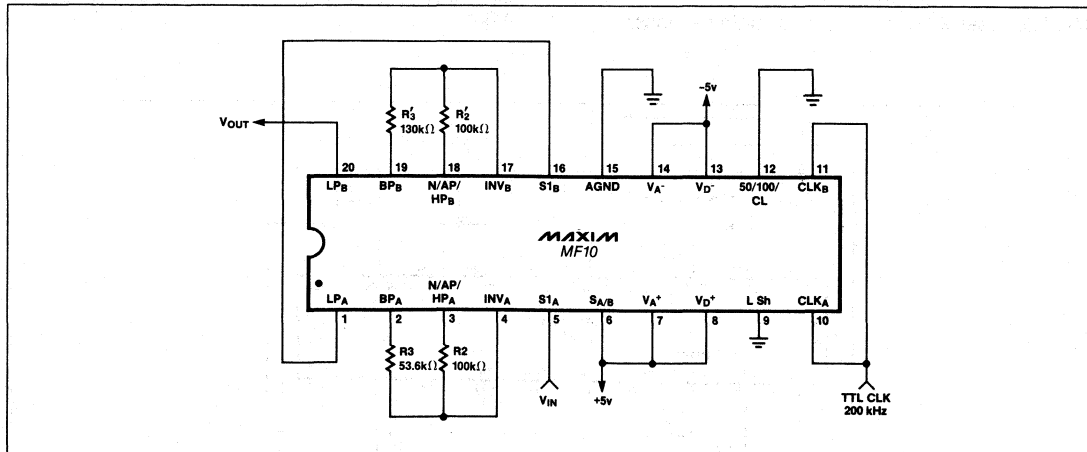 -5v
R'3
130kΩ
R'2
100kΩ
VOUT
20 19 18 17 16 15 14 13 12 11
LPB BPB N/AP/ INVB S1B AGND VA- VD- 50/100/ CLKB
HPB CL
MAXIM
MF10
N/AP/
LPA BPA HPA INVA S1A SA/B VA+ VD+ L Sh CLKA
1 2 3 4 5 6 7 8 9 10
R3
53.6kΩ
R2
100kΩ
VIN
+5v
TTL CLK
200 kHz